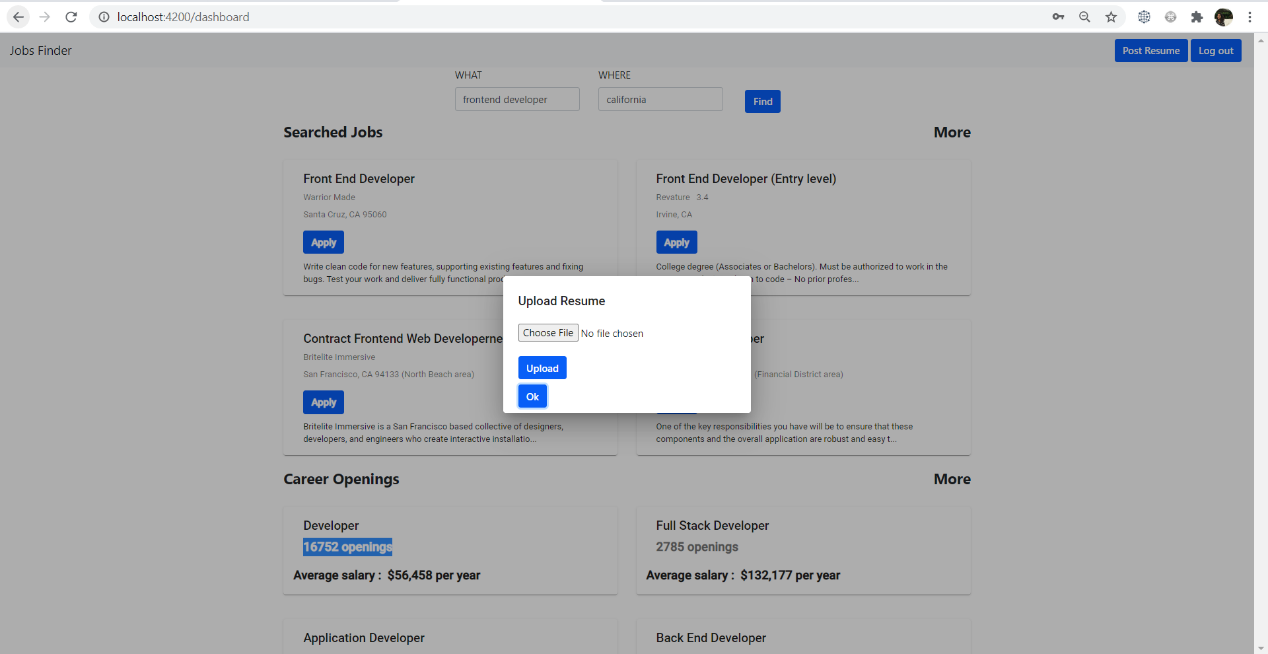 localhost:4200/dashboard
Jobs Finder
Post Resume
Log out
WHAT
WHERE
frontend developer
california
Find
Searched Jobs
More
Front End Developer
Warrior Made
Santa Cruz, CA 95060
Apply
Write clean code for new features, supporting existing features and fixing
bugs. Test your work and deliver fully functional
Front End Developer (Entry level)
Revature 3.4
Irvine, CA
Apply
College degree (Associates or Bachelors). Must be authorized to work in the
to code – No prior profes...
Upload Resume
Choose File No file chosen
Upload
Ok
Contract Frontend Web
Britelite Immersive
San Francisco, CA 94133 (North Beach area)
Apply
Britelite Immersive is a San Francisco based collective of designers,
developers, and engineers who create interactive installatio...
(Financial District area)
One of the key responsibilities you have will be to ensure that these
components and the overall application are robust and easy t...
Career Openings
More
Developer
16752 openings
Average salary : $56,458 per year
Full Stack Developer
2785 openings
Average salary : $132,177 per year
Application Developer
Back End Developer